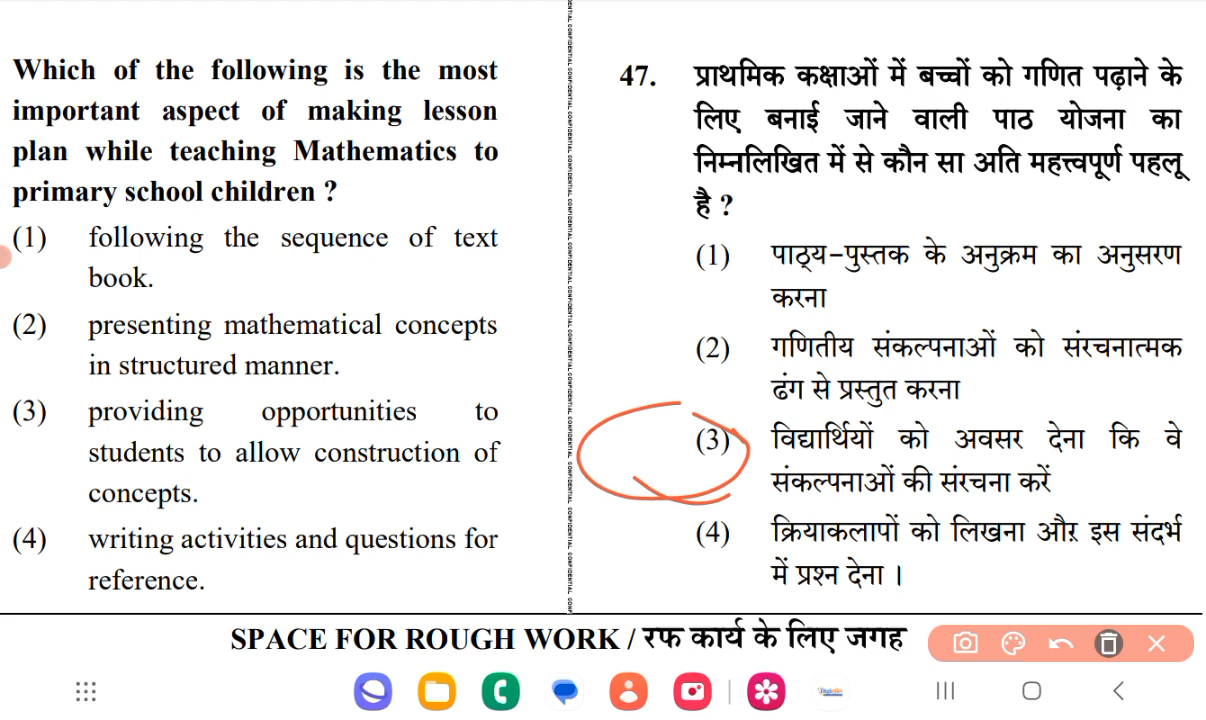 Which of the following is the most
important aspect of making lesson
plan while teaching Mathematics to
primary school children ?
(1) following the sequence of text
book.
(2) presenting mathematical concepts
in structured manner.
(3) providing opportunities to
students to allow construction of
concepts.
(4) writing activities and questions for
reference.
47. प्राथमिक कक्षाओं में बच्चों को गणित पढ़ाने के
लिए बनाई जाने वाली पाठ योजना का
निम्नलिखित में से कौन सा अति महत्त्वपूर्ण पहलू
है ?
(1) पाठ्य-पुस्तक के अनुक्रम का अनुसरण
करना
(2) गणितीय संकल्पनाओं को संरचनात्मक
ढंग से प्रस्तुत करना
(3) विद्यार्थियों को अवसर देना कि वे
संकल्पनाओं की संरचना करें
(4) क्रियाकलापों को लिखना और इस संदर्भ
में प्रश्न देना ।
SPACE FOR ROUGH WORK / रफ कार्य के लिए जगह